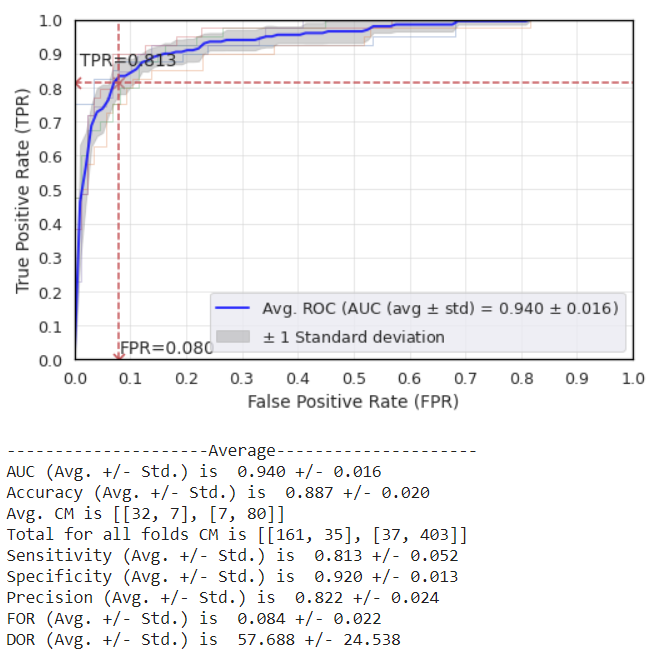 1.0
0.9
TPR=0.813
0.8
0.7
0.6
0.5
0.4
0.3
Avg. ROC (AUC (avg ± std) = 0.940 ± 0.016)
0.2
± 1 Standard deviation
0.1
FPR=0.080
0.0
True Positive Rate (TPR)
0.0 0.1 0.2 0.3 0.4 0.5 0.6 0.7 0.8 0.9 1.0
False Positive Rate (FPR)
---------------------Average---------------------
AUC (Avg. +/- Std.) is  0.940 +/- 0.016
Accuracy (Avg. +/- Std.) is  0.887 +/- 0.020
Avg. CM is [[32, 7], [7, 80]]
Total for all folds CM is [[161, 35], [37, 403]]
Sensitivity (Avg. +/- Std.) is  0.813 +/- 0.052
Specificity (Avg. +/- Std.) is  0.920 +/- 0.013
Precision (Avg. +/- Std.) is  0.822 +/- 0.024
FOR (Avg. +/- Std.) is  0.084 +/- 0.022
DOR (Avg. +/- Std.) is  57.688 +/- 24.538